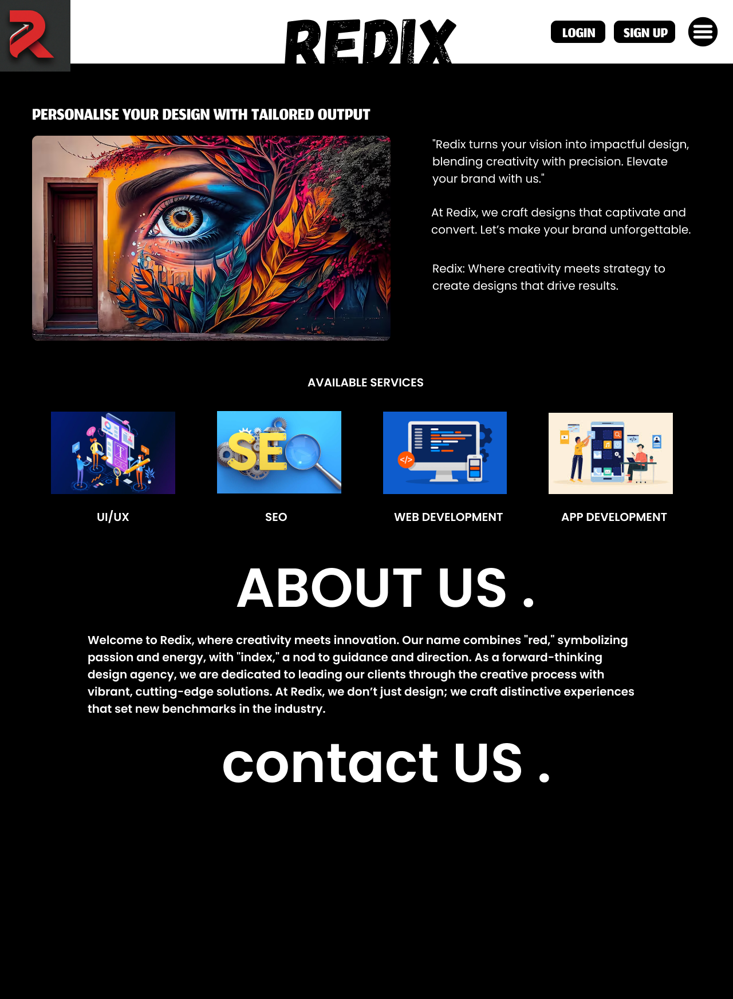 REDIX
LOGIN
SIGN UP
PERSONALISE YOUR DESIGN WITH TAILORED OUTPUT
"Redix turns your vision into impactful design,
blending creativity with precision. Elevate
your brand with us."
At Redix, we craft designs that captivate and
convert. Let’s make your brand unforgettable.
Redix: Where creativity meets strategy to
create designs that drive results.
AVAILABLE SERVICES
T
SE
</>
</>
UI/UX
SEO
WEB DEVELOPMENT
APP DEVELOPMENT
ABOUT US .
Welcome to Redix, where creativity meets innovation. Our name combines "red," symbolizing
passion and energy, with "index," a nod to guidance and direction. As a forward-thinking
design agency, we are dedicated to leading our clients through the creative process with
vibrant, cutting-edge solutions. At Redix, we don’t just design; we craft distinctive experiences
that set new benchmarks in the industry.
contact US .